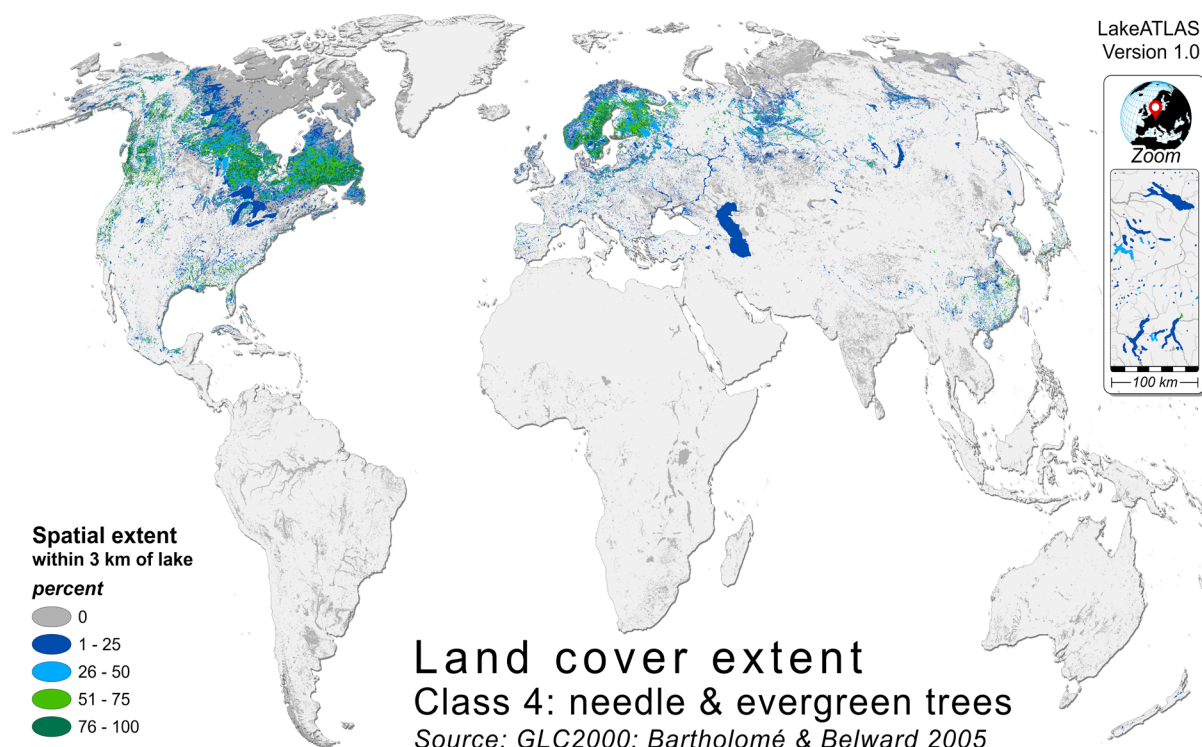 LakeATLAS
Version 1.0
Zoom
100 km
Spatial extent
within 3 km of lake
percent
0
1 - 25
26 - 50
51 - 75
76 - 100
Land cover extent
Class 4: needle & evergreen trees
Source: GLC2000; Bartholomé & Belward 2005